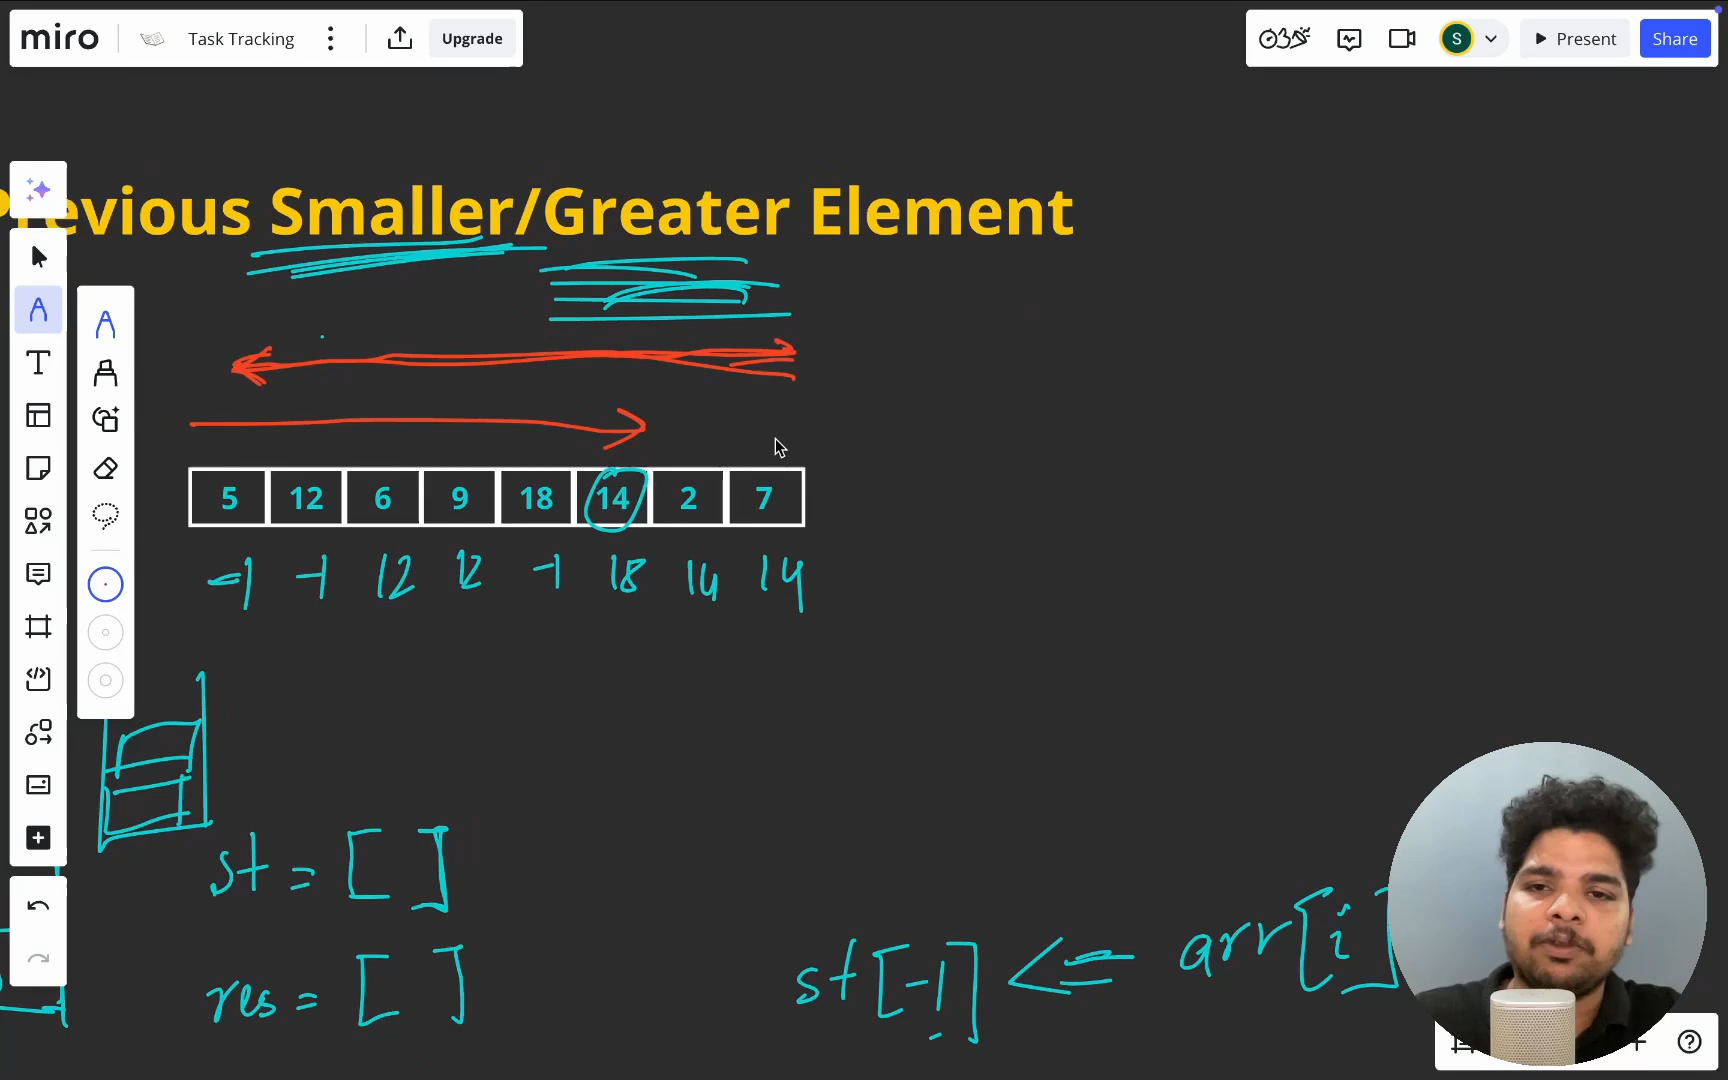 miro Task Tracking Upgrade
S Present Share
revious Smaller/Greater Element
5 12 6 9 18 14 2 7
-1 -1 12 12 -1 18 14 14
st = [ ]
res = [ ]
st[-1] <= arr[i]